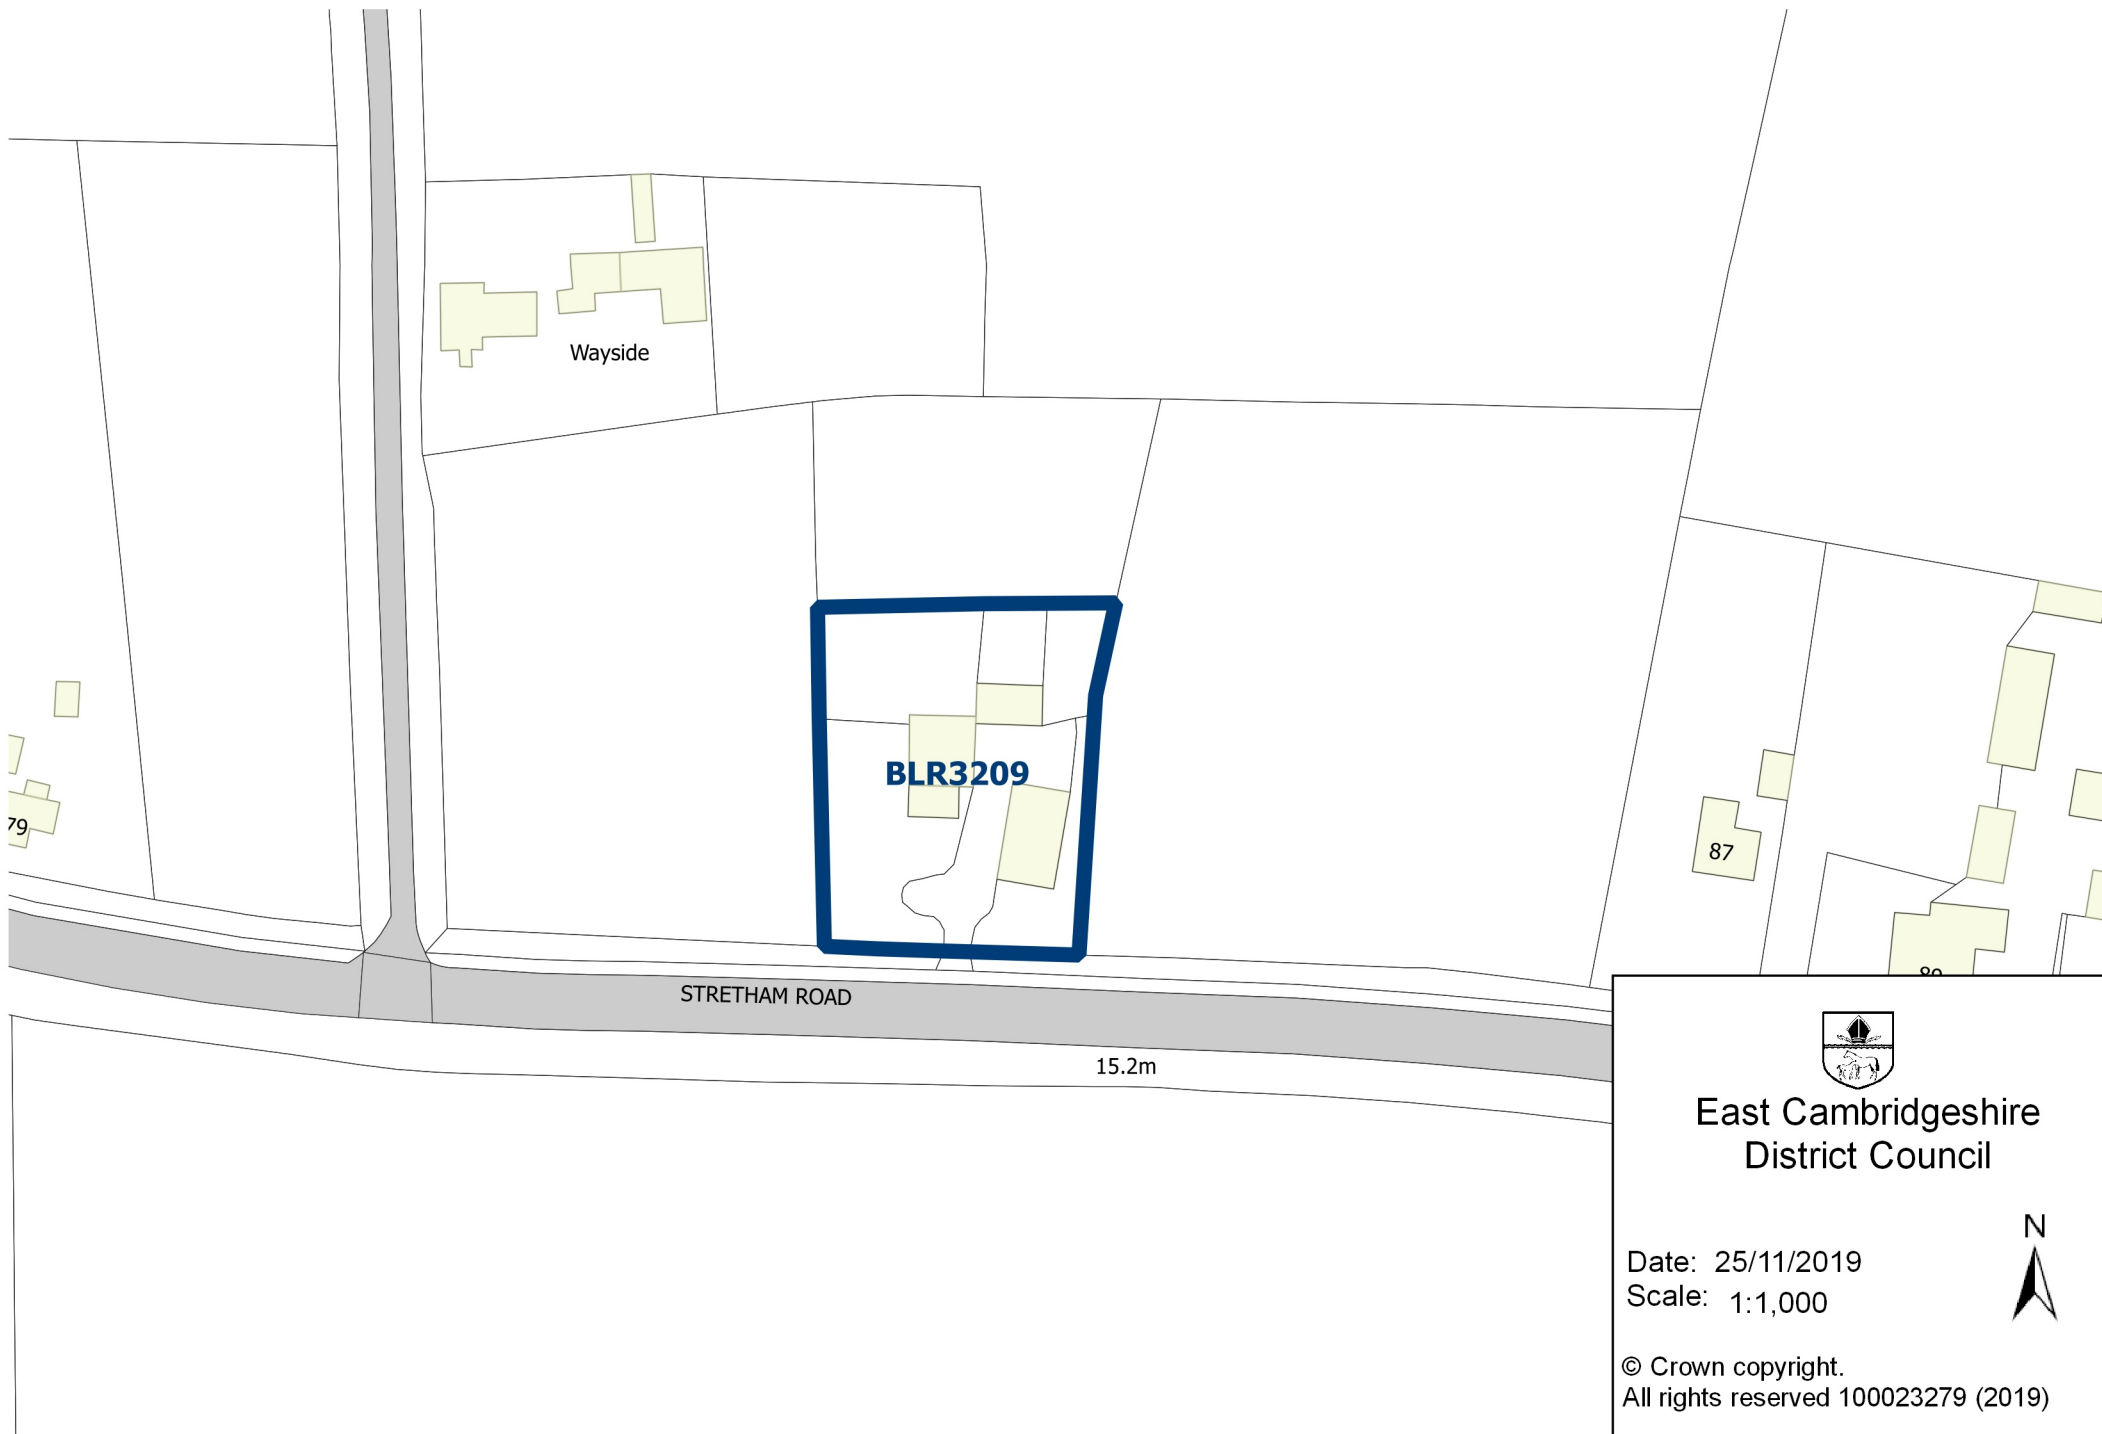 Wayside
BLR3209
79
87
STRETHAM ROAD
15.2m
East Cambridgeshire
District Council
N
Date: 25/11/2019
Scale: 1:1,000
© Crown copyright.
All rights reserved 100023279 (2019)